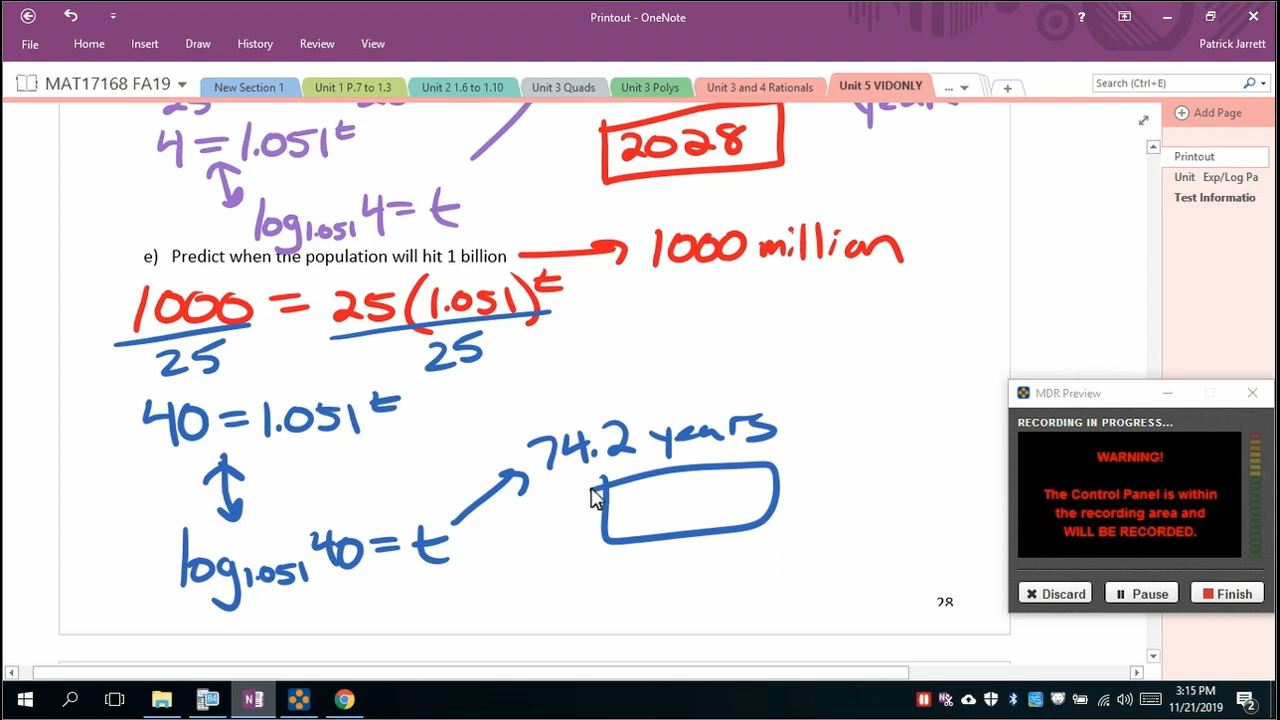 Printout - OneNote
?
File Home Insert Draw History Review View
Patrick Jarrett
MAT17168 FA19
New Section 1
Unit 1 P.7 to 1.3
Unit 2 1.6 to 1.10
Unit 3 Quads
Unit 3 Polys
Unit 3 and 4 Rationals
Unit 5 VIDONLY
...
+
Search (Ctrl+E)
Add Page
Printout
Unit Exp/Log Pa
Test Informatio
4 = 1.051^t
log_1.051 4 = t
2028
years
e) Predict when the population will hit 1 billion
1000 million
1000 = 25(1.051)^t
25 25
40 = 1.051^t
log_1.051 40 = t
74.2 years
28
MDR Preview
RECORDING IN PROGRESS...
WARNING!
The Control Panel is within
the recording area and
WILL BE RECORDED.
Discard
Pause
Finish
3:15 PM
11/21/2019
2